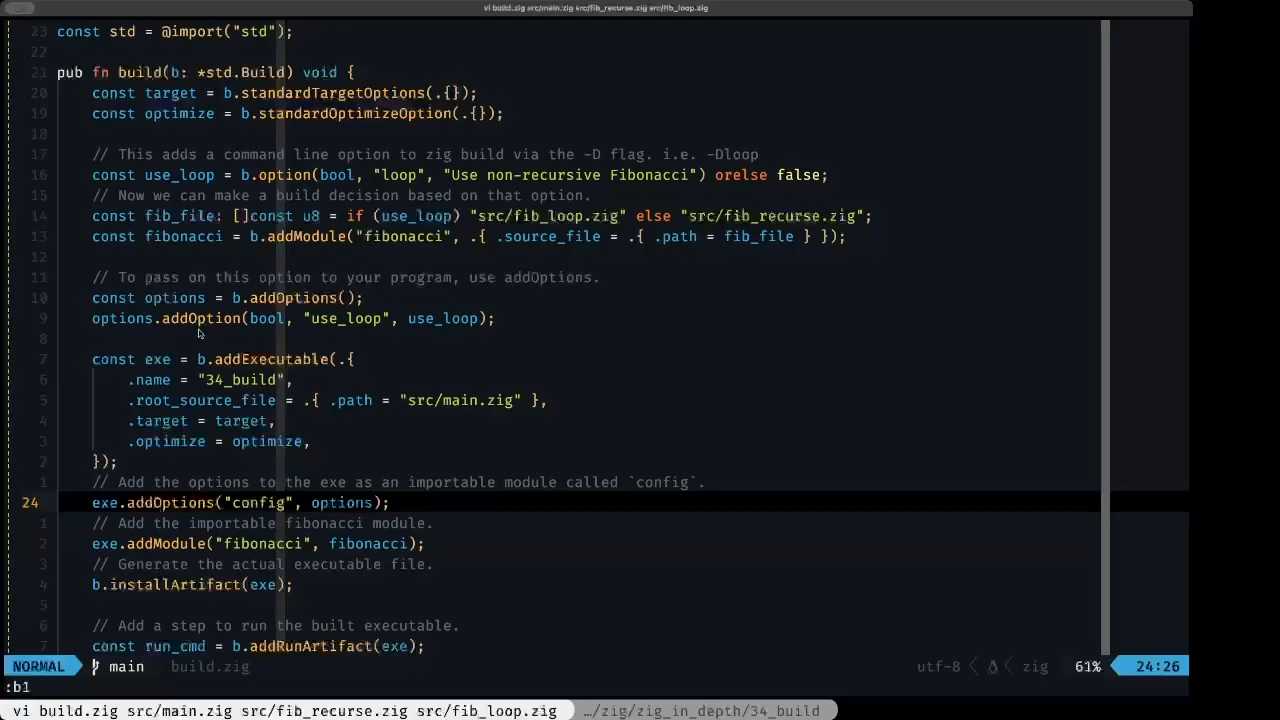 vi build.zig src/main.zig src/fib_recurse.zig src/fib_loop.zig
23 const std = @import("std");
22
21 pub fn build(b: *std.Build) void {
20     const target = b.standardTargetOptions(.{});
19     const optimize = b.standardOptimizeOption(.{});
18
17     // This adds a command line option to zig build via the -D flag. i.e. -Dloop
16     const use_loop = b.option(bool, "loop", "Use non-recursive Fibonacci") orelse false;
15     // Now we can make a build decision based on that option.
14     const fib_file: []const u8 = if (use_loop) "src/fib_loop.zig" else "src/fib_recurse.zig";
13     const fibonacci = b.addModule("fibonacci", .{ .source_file = .{ .path = fib_file } });
12
11     // To pass on this option to your program, use addOptions.
10     const options = b.addOptions();
9     options.addOption(bool, "use_loop", use_loop);
8
7     const exe = b.addExecutable(.{
6         .name = "34_build",
5         .root_source_file = .{ .path = "src/main.zig" },
4         .target = target,
3         .optimize = optimize,
2     });
1     // Add the options to the exe as an importable module called `config`.
24     exe.addOptions("config", options);
1     // Add the importable fibonacci module.
2     exe.addModule("fibonacci", fibonacci);
3     // Generate the actual executable file.
4     b.installArtifact(exe);
5
6     // Add a step to run the built executable.
7     const run_cmd = b.addRunArtifact(exe);
NORMAL main build.zig utf-8 zig 61% 24:26
:b1
vi build.zig src/main.zig src/fib_recurse.zig src/fib_loop.zig …/zig/zig_in_depth/34_build